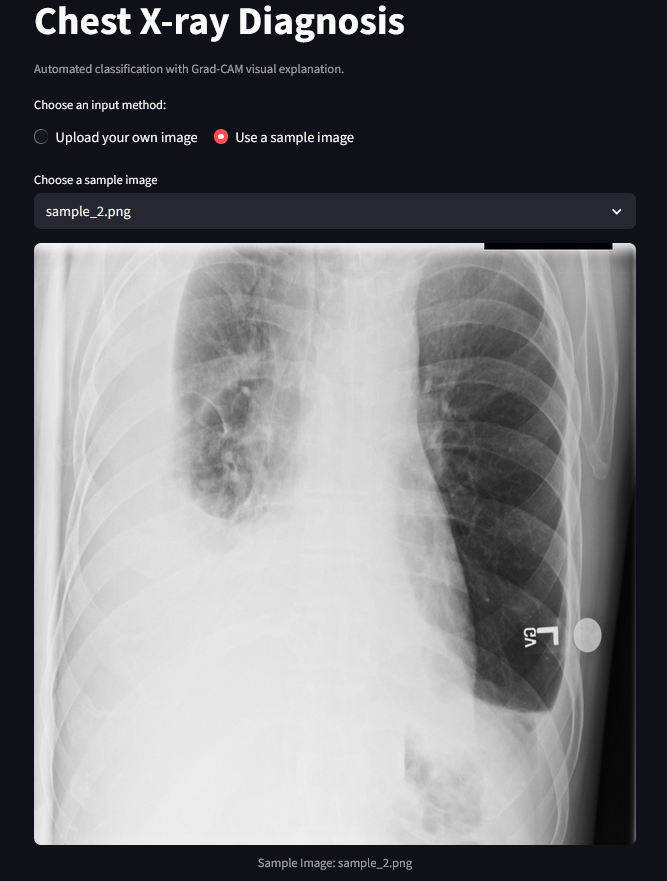 Chest X-ray Diagnosis
Automated classification with Grad-CAM visual explanation.
Choose an input method:
Upload your own image
Use a sample image
Choose a sample image
sample_2.png
L
GV
Sample Image: sample_2.png